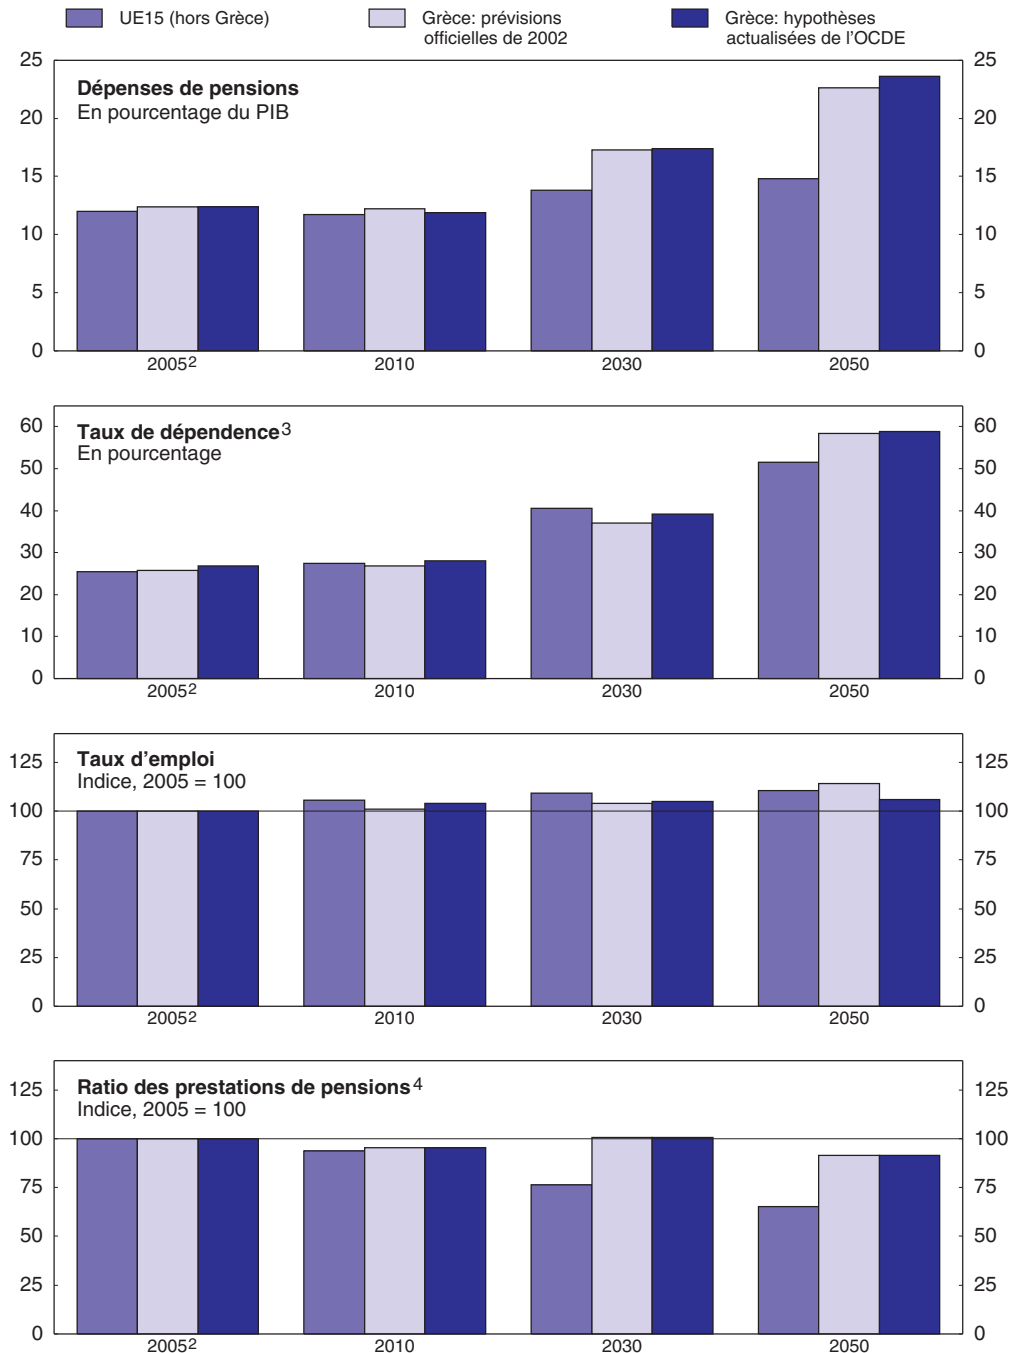 UE15 (hors Grèce)
Grèce: prévisions
officielles de 2002
Grèce: hypothèses
actualisées de l'OCDE
Dépenses de pensions
En pourcentage du PIB
25 25
20 20
15 15
10 10
5 5
0 0
2005² 2010 2030 2050
Taux de dépendence³
En pourcentage
60 60
50 50
40 40
30 30
20 20
10 10
0 0
2005² 2010 2030 2050
Taux d'emploi
Indice, 2005 = 100
125 125
100 100
75 75
50 50
25 25
0 0
2005² 2010 2030 2050
Ratio des prestations de pensions⁴
Indice, 2005 = 100
125 125
100 100
75 75
50 50
25 25
0 0
2005² 2010 2030 2050